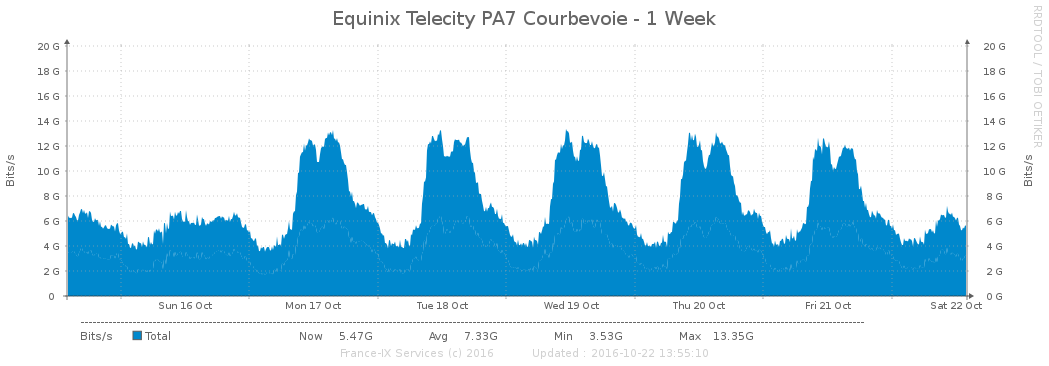 Equinix Telecity PA7 Courbevoie - 1 Week
RRDTOOL / TOBI OETIKER
Bits/s
20 G
18 G
16 G
14 G
12 G
10 G
8 G
6 G
4 G
2 G
0
20 G
18 G
16 G
14 G
12 G
10 G
8 G
6 G
4 G
2 G
0 G
Bits/s
Sun 16 Oct Mon 17 Oct Tue 18 Oct Wed 19 Oct Thu 20 Oct Fri 21 Oct Sat 22 Oct
Bits/s Total Now 5.47G Avg 7.33G Min 3.53G Max 13.35G
France-IX Services (c) 2016 Updated : 2016-10-22 13:55:10